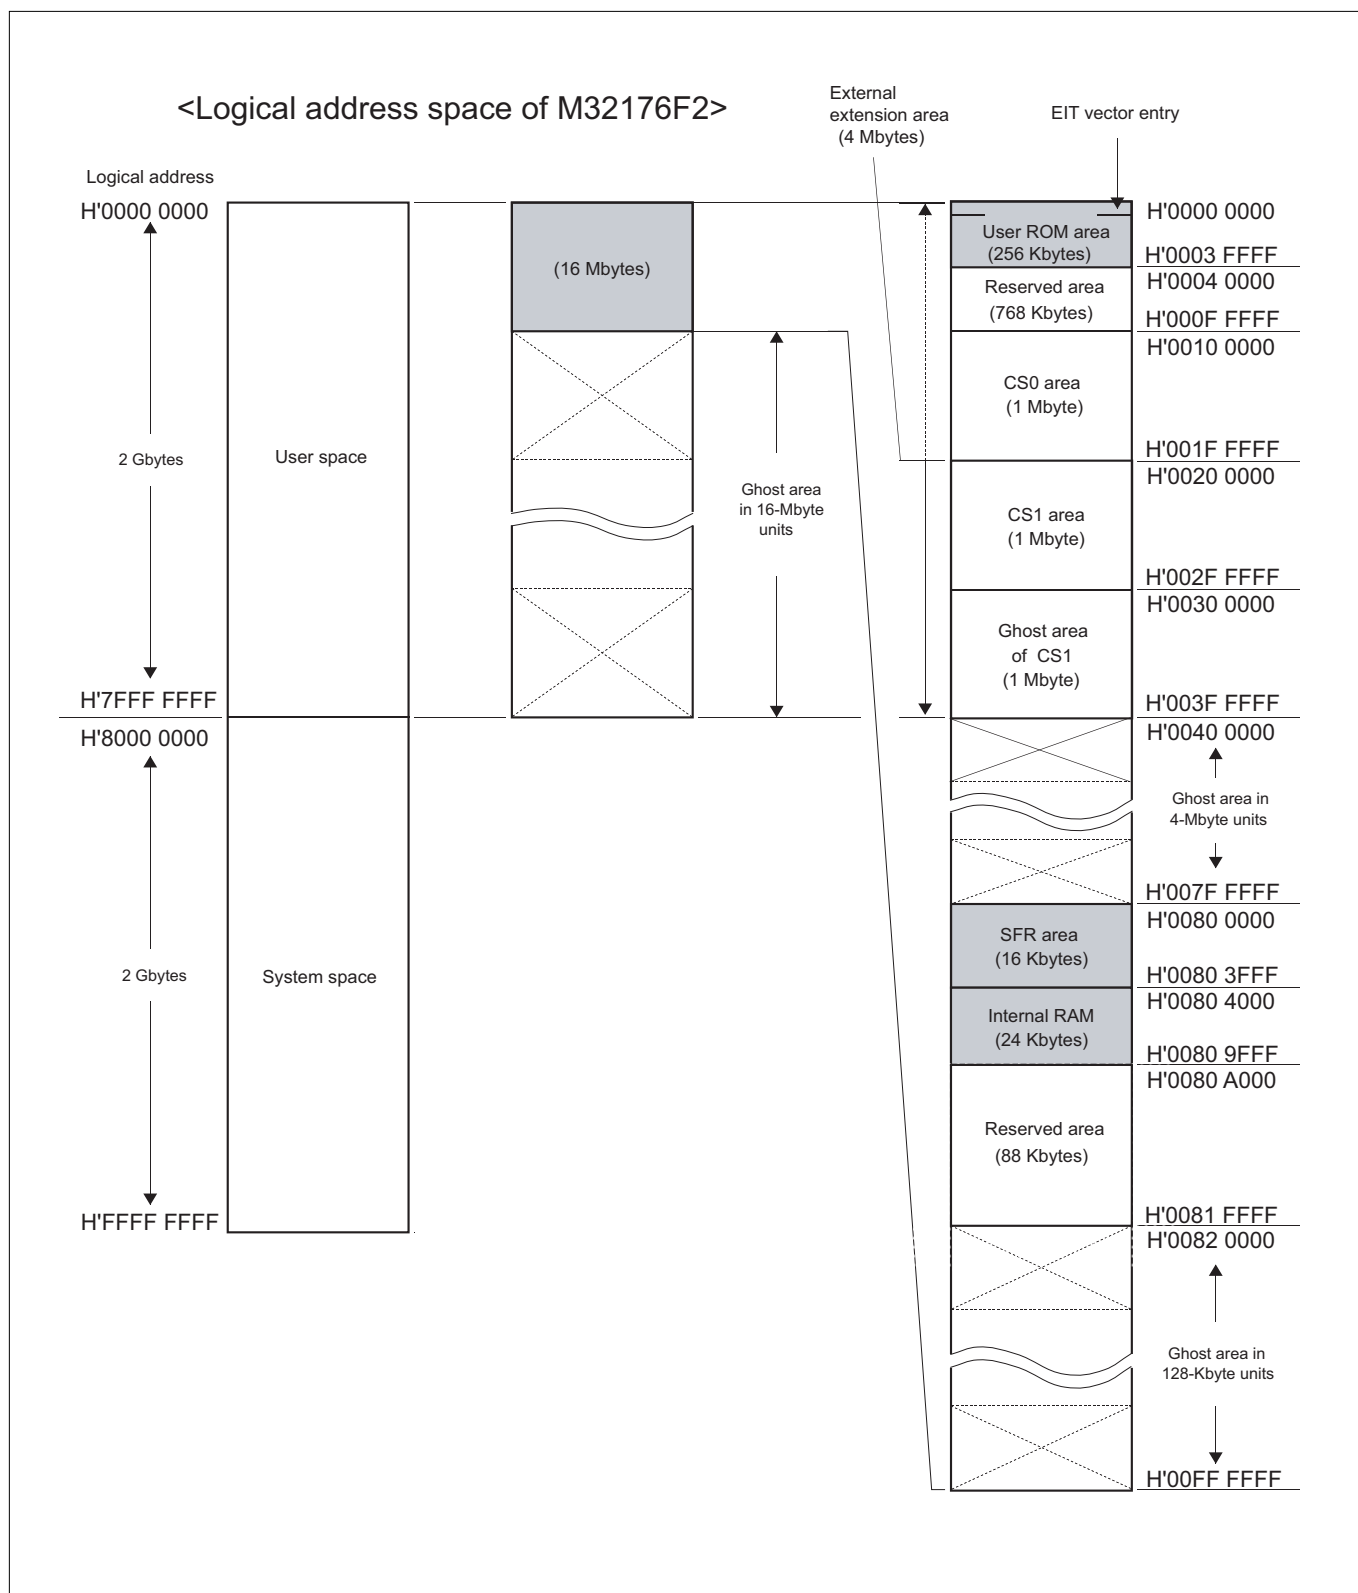 <Logical address space of M32176F2>
External
extension area
(4 Mbytes)
EIT vector entry
Logical address
H'0000 0000
2 Gbytes
H'7FFF FFFF
H'8000 0000
2 Gbytes
H'FFFF FFFF
User space
System space
(16 Mbytes)
Ghost area
in 16-Mbyte
units
User ROM area
(256 Kbytes)
Reserved area
(768 Kbytes)
CS0 area
(1 Mbyte)
CS1 area
(1 Mbyte)
Ghost area
of CS1
(1 Mbyte)
SFR area
(16 Kbytes)
Internal RAM
(24 Kbytes)
Reserved area
(88 Kbytes)
H'0000 0000
H'0003 FFFF
H'0004 0000
H'000F FFFF
H'0010 0000
H'001F FFFF
H'0020 0000
H'002F FFFF
H'0030 0000
H'003F FFFF
H'0040 0000
Ghost area in
4-Mbyte units
H'007F FFFF
H'0080 0000
H'0080 3FFF
H'0080 4000
H'0080 9FFF
H'0080 A000
H'0081 FFFF
H'0082 0000
Ghost area in
128-Kbyte units
H'00FF FFFF